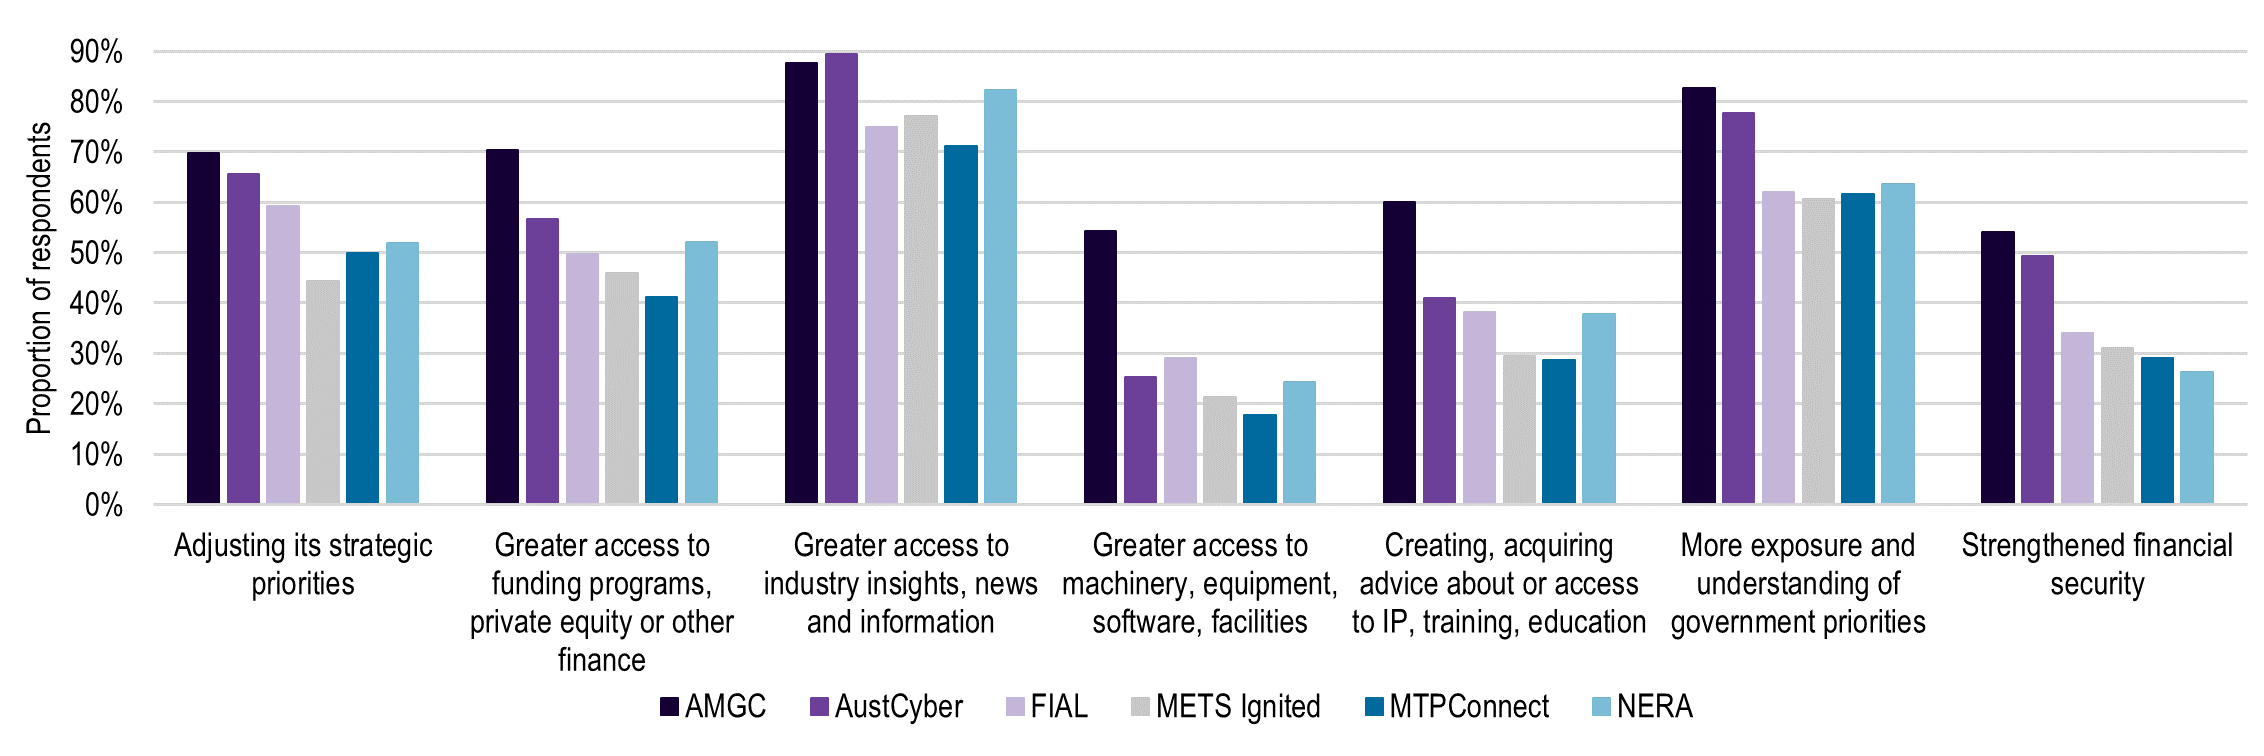 Proportion of respondents
90%
80%
70%
60%
50%
40%
30%
20%
10%
0%
Adjusting its strategic
priorities
Greater access to
funding programs,
private equity or other
finance
Greater access to
industry insights, news
and information
Greater access to
machinery, equipment,
software, facilities
Creating, acquiring
advice about or access
to IP, training, education
More exposure and
understanding of
government priorities
Strengthened financial
security
AMGC AustCyber FIAL METS Ignited MTPConnect NERA